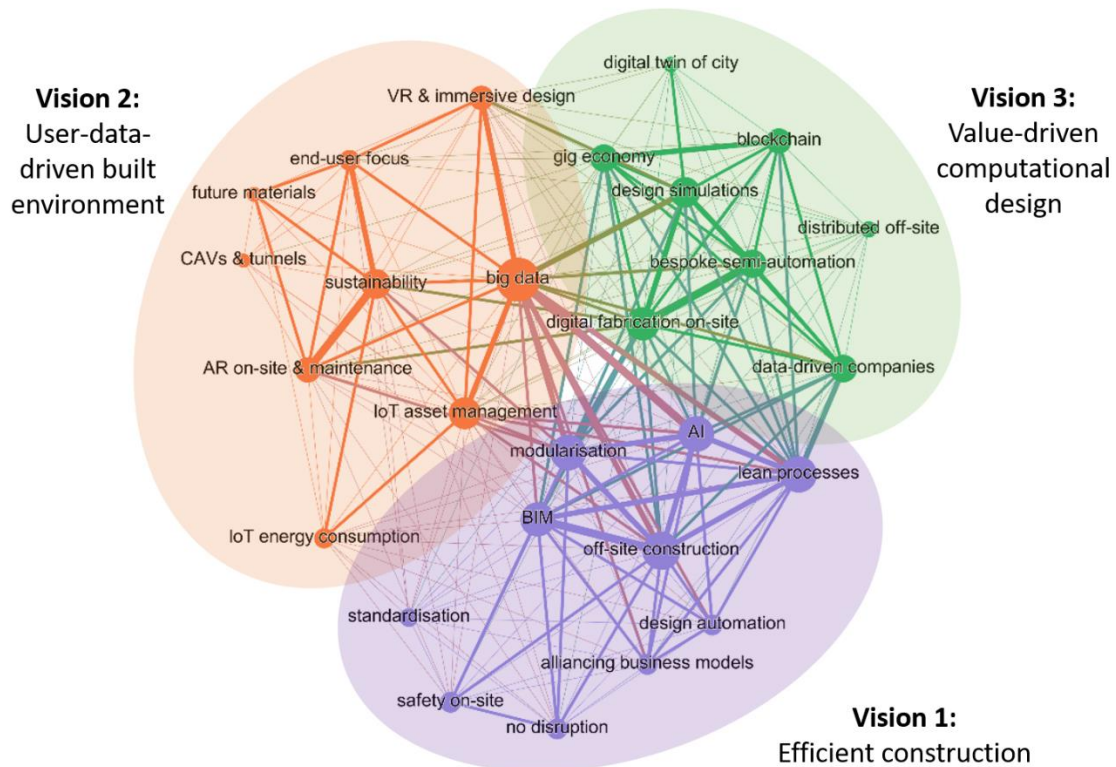 digital twin of city
Vision 2:
User-data-
driven built
environment
VR & immersive design
Vision 3:
Value-driven
computational
design
blockchain
end-user focus
gig economy
future materials
design simulations
distributed off-site
CAVs & tunnels
bespoke semi-automation
sustainability
big data
digital fabrication on-site
AR on-site & maintenance
data-driven companies
IoT asset management
AI
modularisation
lean processes
BIM
IoT energy consumption
off-site construction
standardisation
design automation
alliancing business models
safety on-site
no disruption
Vision 1:
Efficient construction